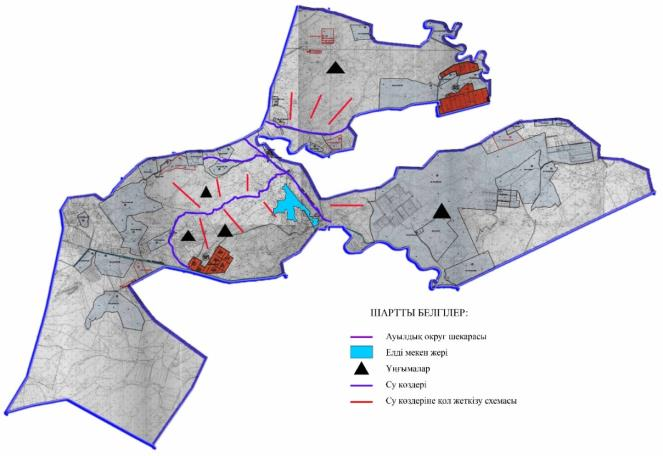 ШАРТТЫ БЕЛГІЛЕР:
Ауылдық округ шекарасы
Елді мекен жері
Ұңғымалар
Су көздері
Су көздеріне қол жеткізу схемасы